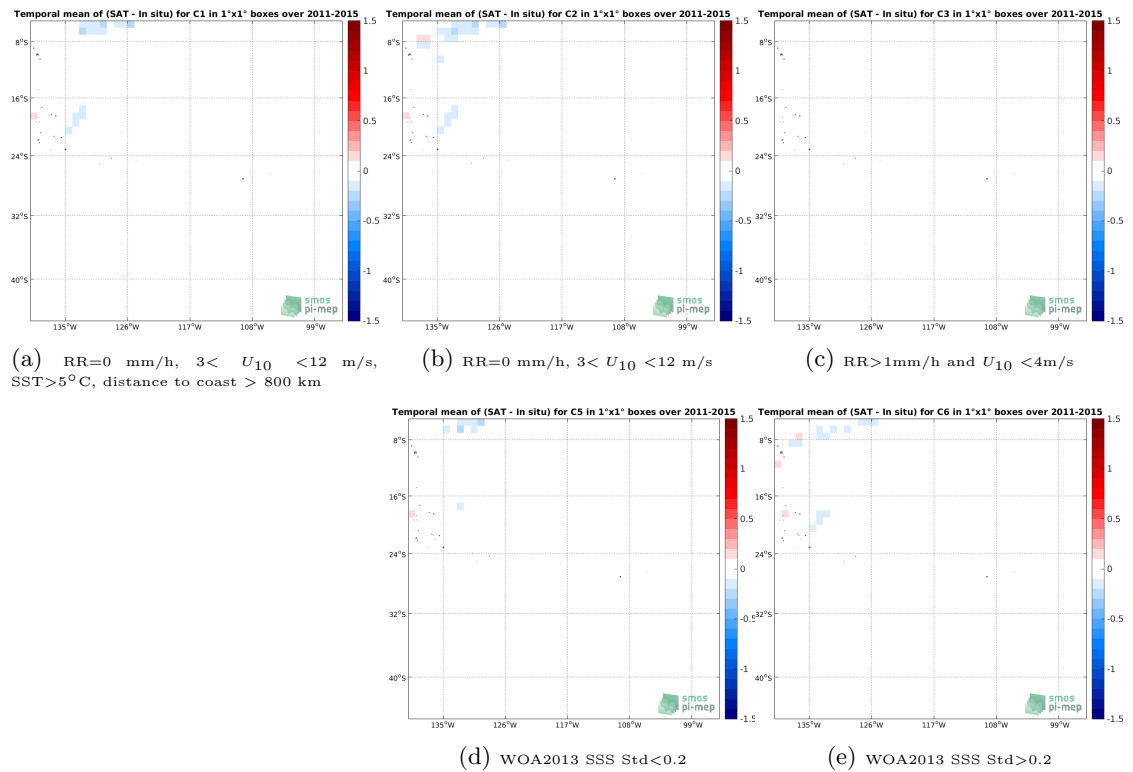 Temporal mean of (SAT - In situ) for C1 in 1°x1° boxes over 2011-2015
8°S
16°S
24°S
32°S
40°S
135°W
126°W
117°W
108°W
99°W
1.5
1
0.5
0
-0.5
-1
-1.5
smos
pi-mep
(a) RR=0 mm/h, 3< U10 <12 m/s,
SST>5°C, distance to coast > 800 km
Temporal mean of (SAT - In situ) for C2 in 1°x1° boxes over 2011-2015
8°S
16°S
24°S
32°S
40°S
135°W
126°W
117°W
108°W
99°W
1.5
1
0.5
0
-0.5
-1
-1.5
smos
pi-mep
(b) RR=0 mm/h, 3< U10 <12 m/s
Temporal mean of (SAT - In situ) for C3 in 1°x1° boxes over 2011-2015
8°S
16°S
24°S
32°S
40°S
135°W
126°W
117°W
108°W
99°W
1.5
1
0.5
0
-0.5
-1
-1.5
smos
pi-mep
(c) RR>1mm/h and U10 <4m/s
Temporal mean of (SAT - In situ) for C5 in 1°x1° boxes over 2011-2015
8°S
16°S
24°S
32°S
40°S
135°W
126°W
117°W
108°W
99°W
1.5
1
0.5
0
-0.5
-1
-1.5
smos
pi-mep
(d) WOA2013 SSS Std<0.2
Temporal mean of (SAT - In situ) for C6 in 1°x1° boxes over 2011-2015
8°S
16°S
24°S
32°S
40°S
135°W
126°W
117°W
108°W
99°W
1.5
1
0.5
0
-0.5
-1
-1.5
smos
pi-mep
(e) WOA2013 SSS Std>0.2